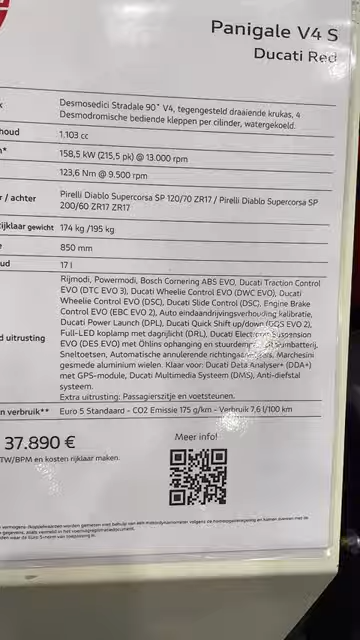 Panigale V4 S
Ducati Red
Desmosedici Stradale 90° V4, tegengesteld draaiende krukas, 4
Desmodromische bediende kleppen per cilinder, watergekoeld.
houd 1.103 cc
158,5 kW (215,5 pk) @ 13.000 rpm
123,6 Nm @ 9.500 rpm
r / achter Pirelli Diablo Supercorsa SP 120/70 ZR17 / Pirelli Diablo Supercorsa SP
200/60 ZR17 ZR17
ijklaar gewicht 174 kg /195 kg
e 850 mm
ud 17 l
d uitrusting Rijmodi, Powermodi, Bosch Cornering ABS EVO, Ducati Traction Control
EVO (DTC EVO 3), Ducati Wheelie Control EVO (DWC EVO), Ducati
Wheelie Control EVO (DSC), Ducati Slide Control (DSC), Engine Brake
Control EVO (EBC EVO 2), Auto eindaandrijvingsverhouding kalibratie,
Ducati Power Launch (DPL), Ducati Quick Shift up/down (DQS EVO 2),
Full-LED koplamp met dagrijlicht (DRL), Ducati Electronic Suspension
EVO (DES EVO) met Öhlins ophanging en stuurdemper,
Sneltoetsen, Automatische annulerende richtingaanwijzers, Marchesini
gesmede aluminium wielen. Klaar voor: Ducati Data Analyser+ (DDA+)
met GPS-module, Ducati Multimedia Systeem (DMS), Anti-diefstal
systeem.
Extra uitrusting: Passagierszitje en voetsteunen.
n verbruik** Euro 5 Standaard - CO2 Emissie 175 g/km - Verbruik 7,6 l/100 km
37.890 €
TW/BPM en kosten rijklaar maken.
Meer info!